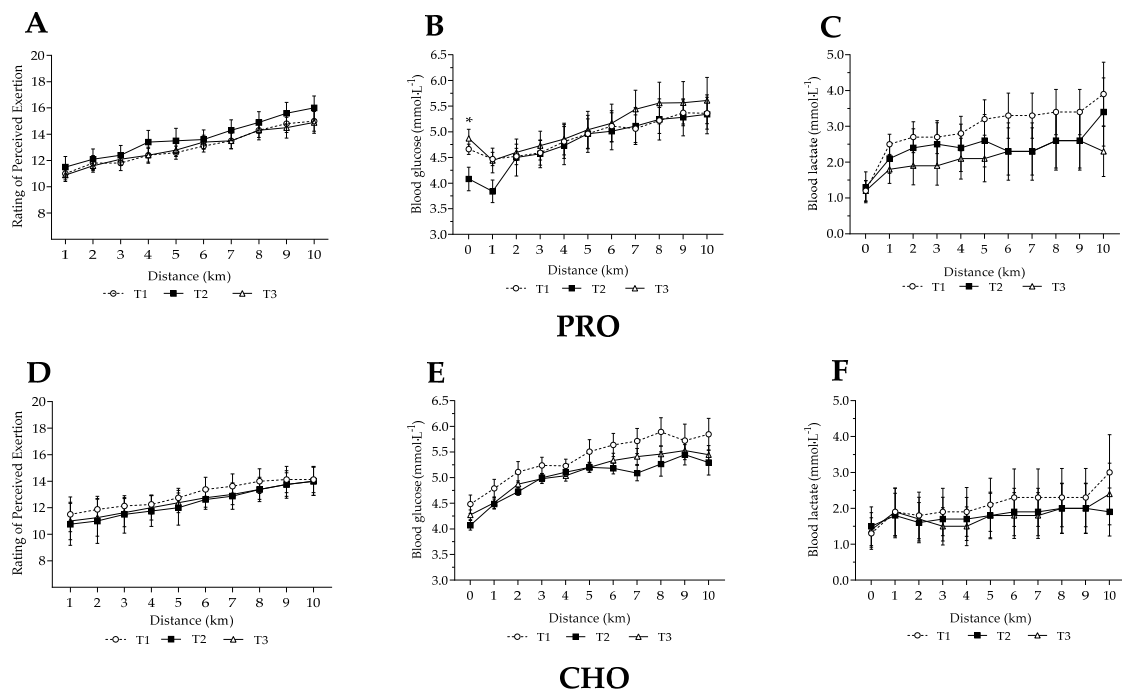 A
Rating of Perceived Exertion
20
18
16
14
12
10
8
1 2 3 4 5 6 7 8 9 10
Distance (km)
T1 T2 T3
B
Blood glucose (mmol·L-1)
6.5
6.0
5.5
5.0
4.5
4.0
3.5
3.0
*
0 1 2 3 4 5 6 7 8 9 10
Distance (km)
T1 T2 T3
C
Blood lactate (mmol·L-1)
5.0
4.0
3.0
2.0
1.0
0.0
0 1 2 3 4 5 6 7 8 9 10
Distance (km)
T1 T2 T3
PRO
D
Rating of Perceived Exertion
20
18
16
14
12
10
8
1 2 3 4 5 6 7 8 9 10
Distance (km)
T1 T2 T3
E
Blood glucose (mmol·L-1)
6.5
6.0
5.5
5.0
4.5
4.0
3.5
3.0
0 1 2 3 4 5 6 7 8 9 10
Distance (km)
T1 T2 T3
F
Blood lactate (mmol·L-1)
5.0
4.0
3.0
2.0
1.0
0.0
0 1 2 3 4 5 6 7 8 9 10
Distance (km)
T1 T2 T3
CHO